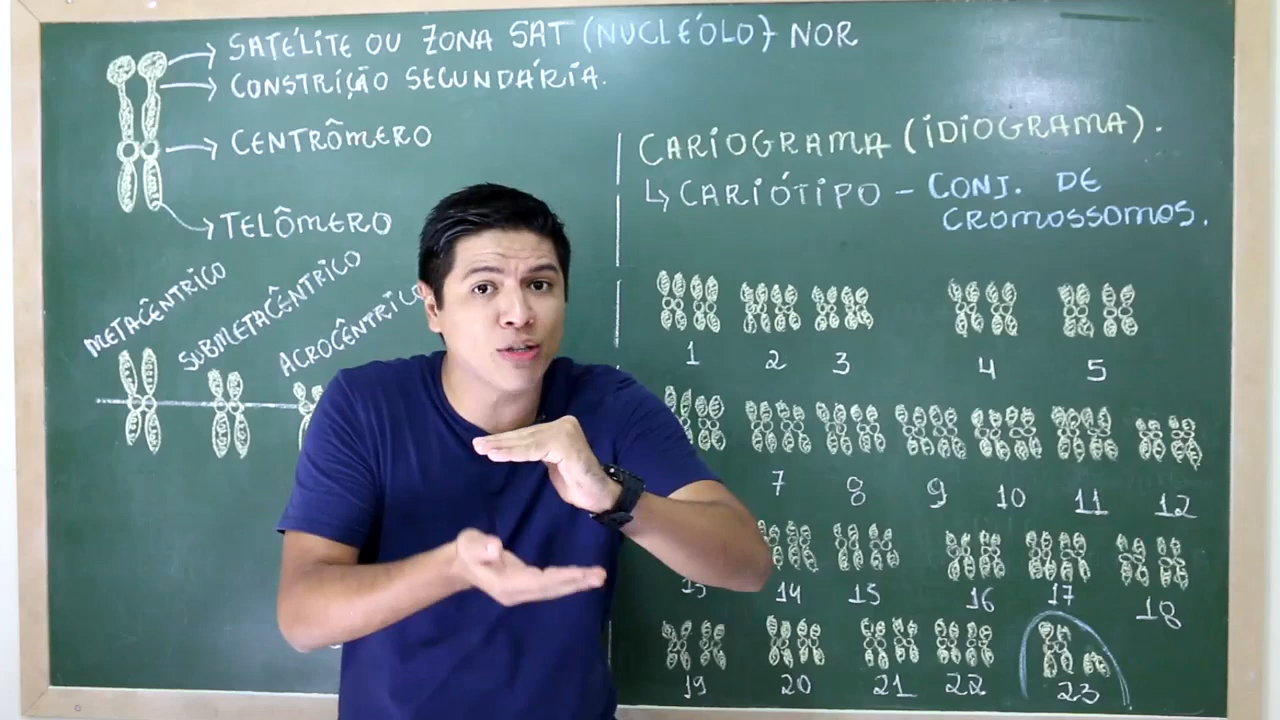 SATÉLITE OU ZONA SAT (NUCLÉOLO) NOR
CONSTRIÇÃO SECUNDÁRIA.
CENTRÔMERO
TELÔMERO
METACÊNTRICO
SUBMETACÊNTRICO
ACROCÊNTRICO
CARIOGRAMA (IDIOGRAMA).
↳ CARIÓTIPO - CONJ. DE
CROMOSSOMOS.
1 2 3 4 5
7 8 9 10 11 12
13 14 15 16 17 18
19 20 21 22 23